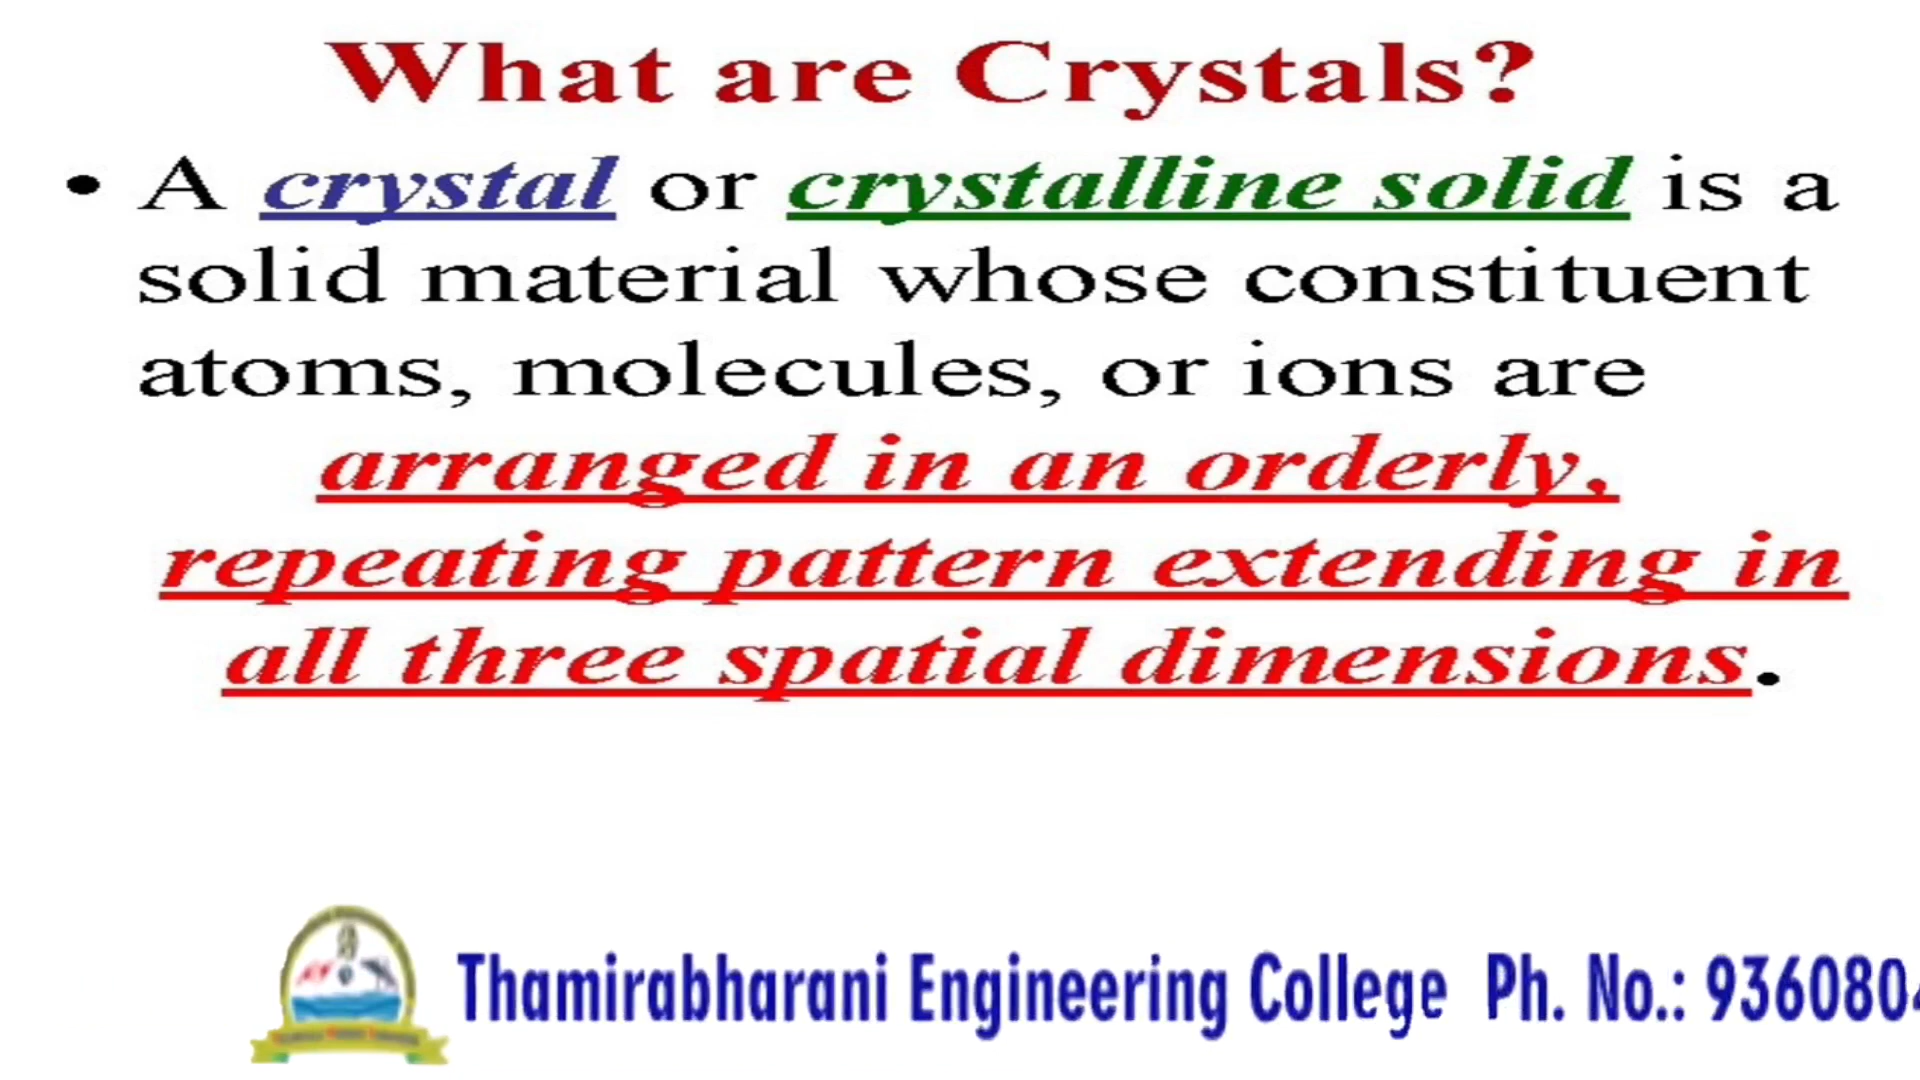 What are Crystals?
• A crystal or crystalline solid is a
solid material whose constituent
atoms, molecules, or ions are
arranged in an orderly,
repeating pattern extending in
all three spatial dimensions.
Thamirabharani Engineering College Ph. No.: 936080